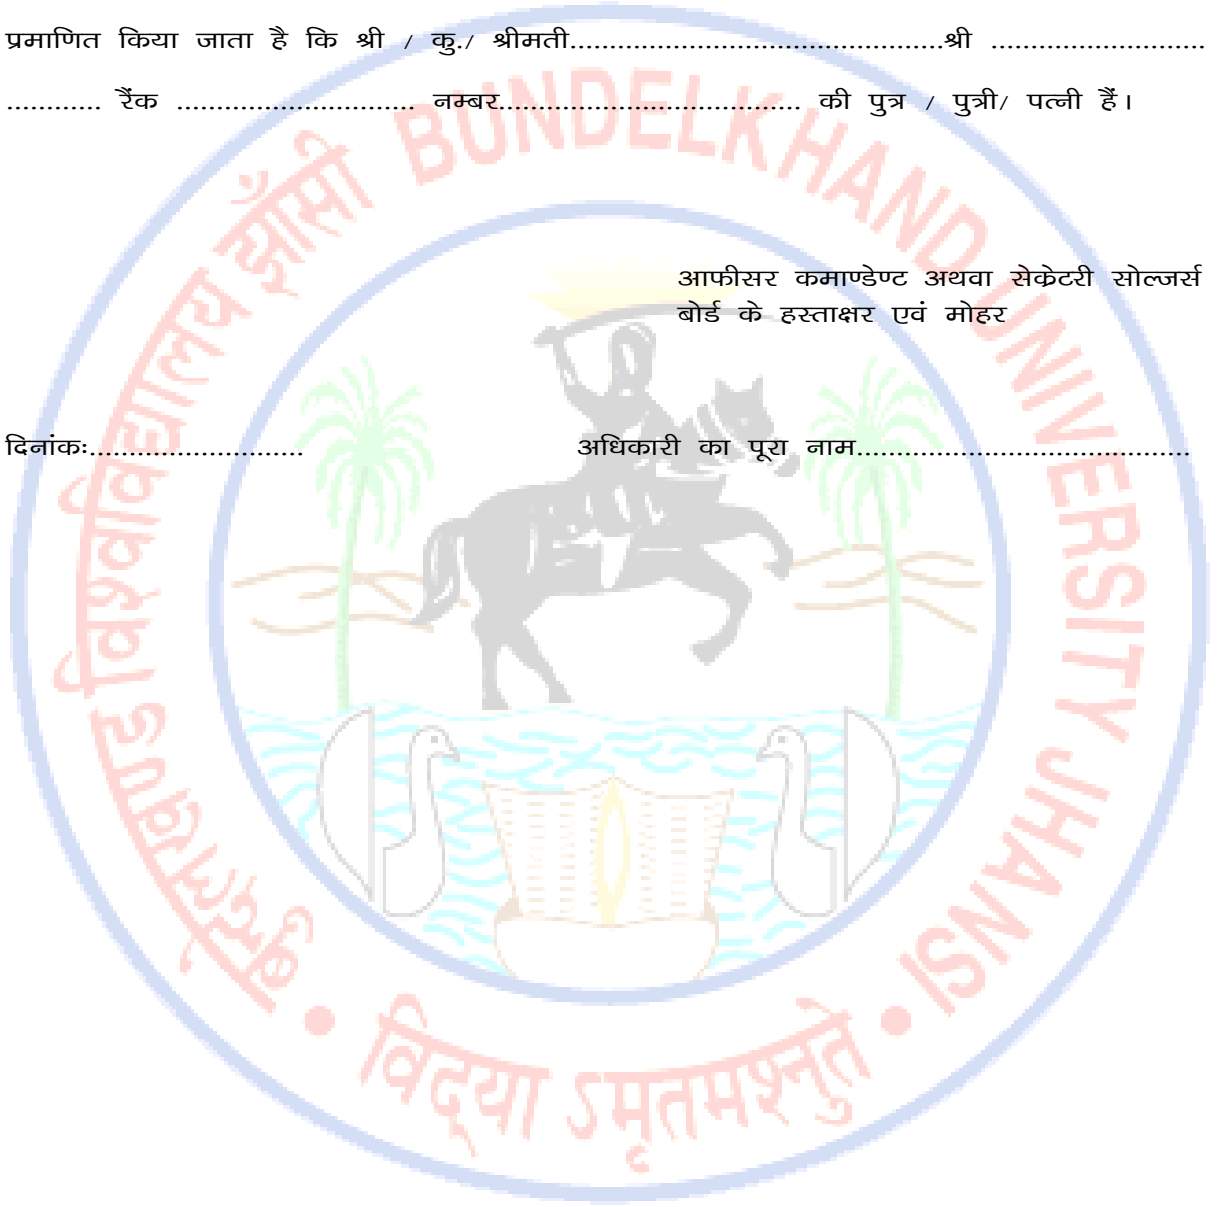 प्रमाणित किया जाता है कि श्री / कु./ श्रीमती...............................................श्री ...........................
............ रैंक .............................. नम्बर...................................... की पुत्र / पुत्री/ पत्नी हैं।
आफीसर कमाण्डेण्ट अथवा सेक्रेटरी सोल्जर्स
बोर्ड के हस्ताक्षर एवं मोहर
दिनांकः........................... अधिकारी का पूरा नाम..........................................
बुन्देलखण्ड विश्वविद्यालय झाँसी
BUNDELKHAND UNIVERSITY JHANSI
विद्या ऽमृतमश्नुते